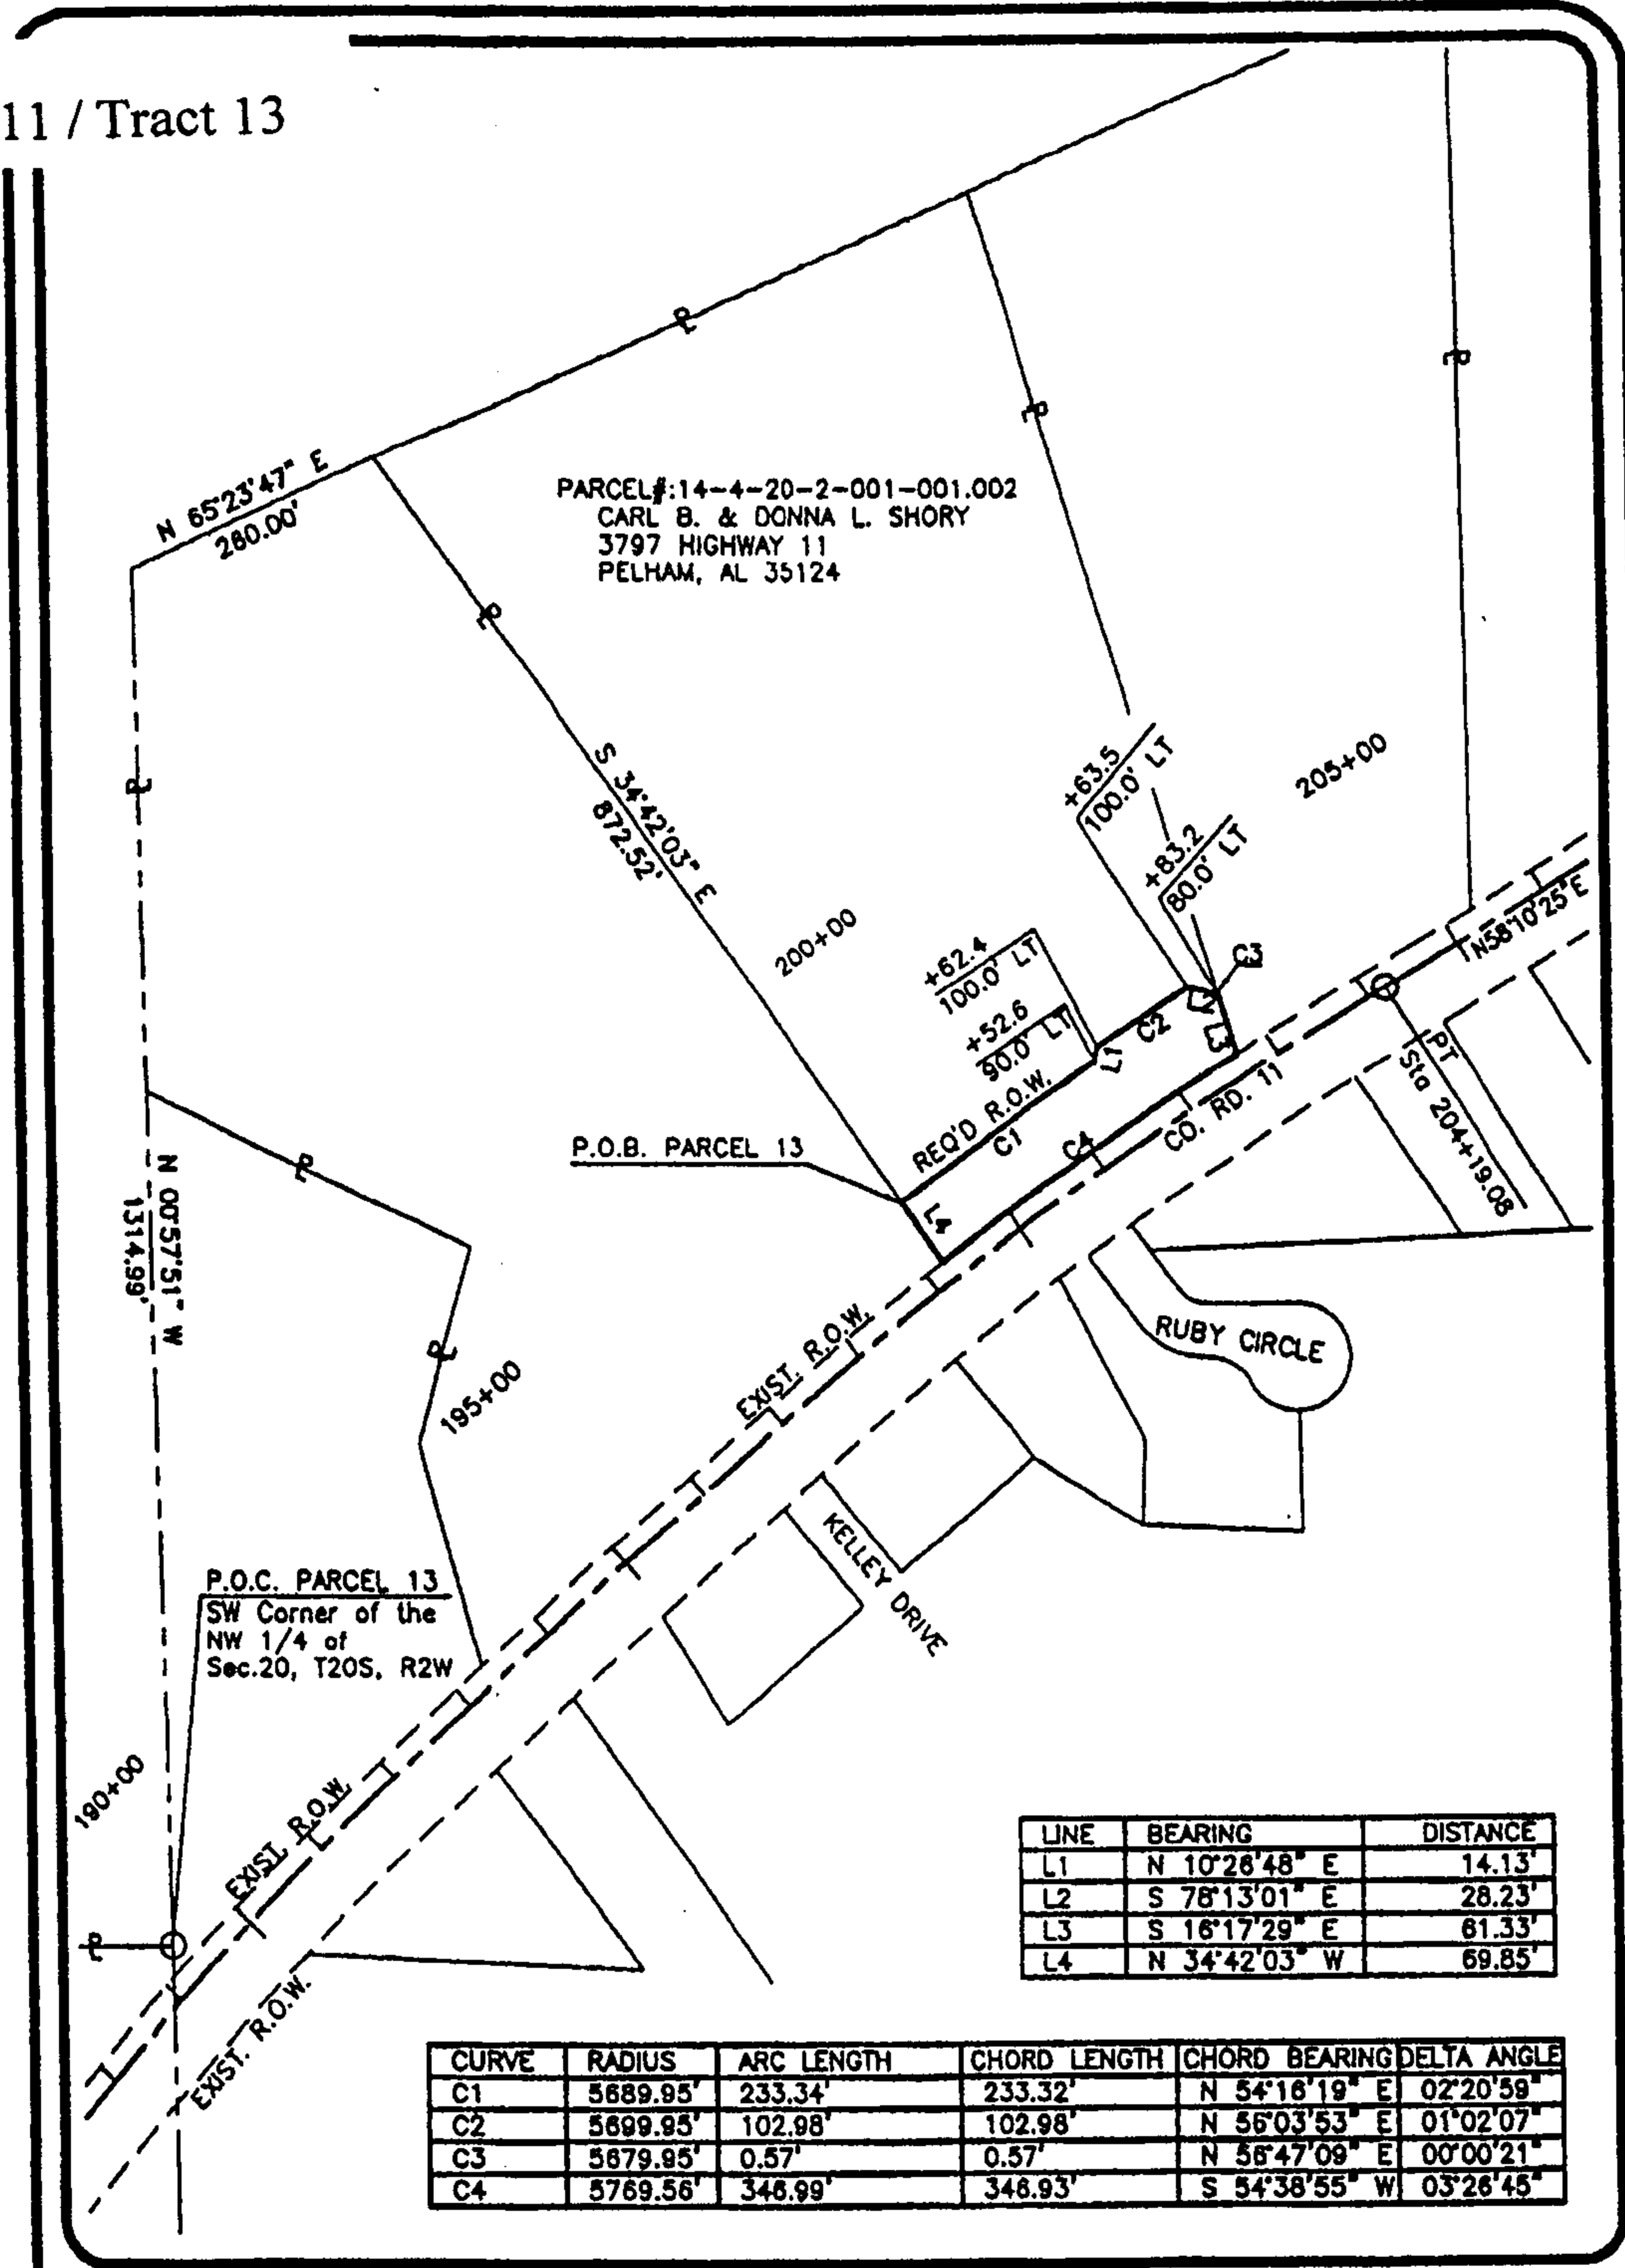 11 / Tract 13
N 65°23'47" E
280.00'
PARCEL#:14-4-20-2-001-001.002
CARL B. & DONNA L. SHORY
3797 HIGHWAY 11
PELHAM, AL 35124
S 34°42'03" E
872.52'
+63.5
100.0' LT
+83.2
80.0' LT
205+00
200+00
+62.4
100.0' LT
+52.6
90.0' LT
C3
N58°10'25"E
L1
C2
L3
REQ'D R.O.W.
C1
C4
CO. RD. 11
PT
Sta 204+19.08
P.O.B. PARCEL 13
L4
N 00°57'51" W
1314.99'
EXIST. R.O.W.
RUBY CIRCLE
195+00
KELLEY DRIVE
P.O.C. PARCEL 13
SW Corner of the
NW 1/4 of
Sec.20, T20S, R2W
190+00
EXIST. R.O.W.
EXIST. R.O.W.
LINE BEARING DISTANCE
L1 N 10°26'48" E 14.13'
L2 S 78°13'01" E 28.23'
L3 S 16°17'29" E 61.33'
L4 N 34°42'03" W 69.85'
CURVE RADIUS ARC LENGTH CHORD LENGTH CHORD BEARING DELTA ANGLE
C1 5689.95' 233.34' 233.32' N 54°16'19" E 02°20'59"
C2 5699.95' 102.98' 102.98' N 56°03'53" E 01°02'07"
C3 5679.95' 0.57' 0.57' N 56°47'09" E 00°00'21"
C4 5769.56' 346.99' 346.93' S 54°38'55" W 03°26'45"